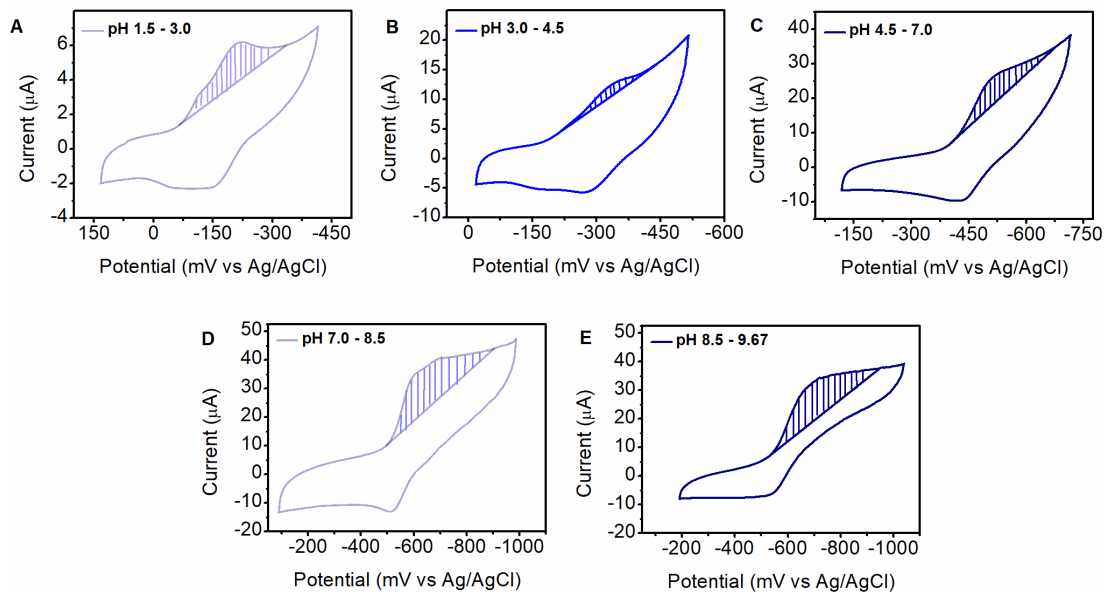 A
pH 1.5 - 3.0
6
4
2
0
-2
-4
Current (μA)
150 0 -150 -300 -450
Potential (mV vs Ag/AgCl)
B
pH 3.0 - 4.5
20
15
10
5
0
-5
-10
Current (μA)
0 -150 -300 -450 -600
Potential (mV vs Ag/AgCl)
C
pH 4.5 - 7.0
40
30
20
10
0
-10
Current (μA)
-150 -300 -450 -600 -750
Potential (mV vs Ag/AgCl)
D
pH 7.0 - 8.5
50
40
30
20
10
0
-10
-20
Current (μA)
-200 -400 -600 -800 -1000
Potential (mV vs Ag/AgCl)
E
pH 8.5 - 9.67
50
40
30
20
10
0
-10
-20
Current (μA)
-200 -400 -600 -800 -1000
Potential (mV vs Ag/AgCl)